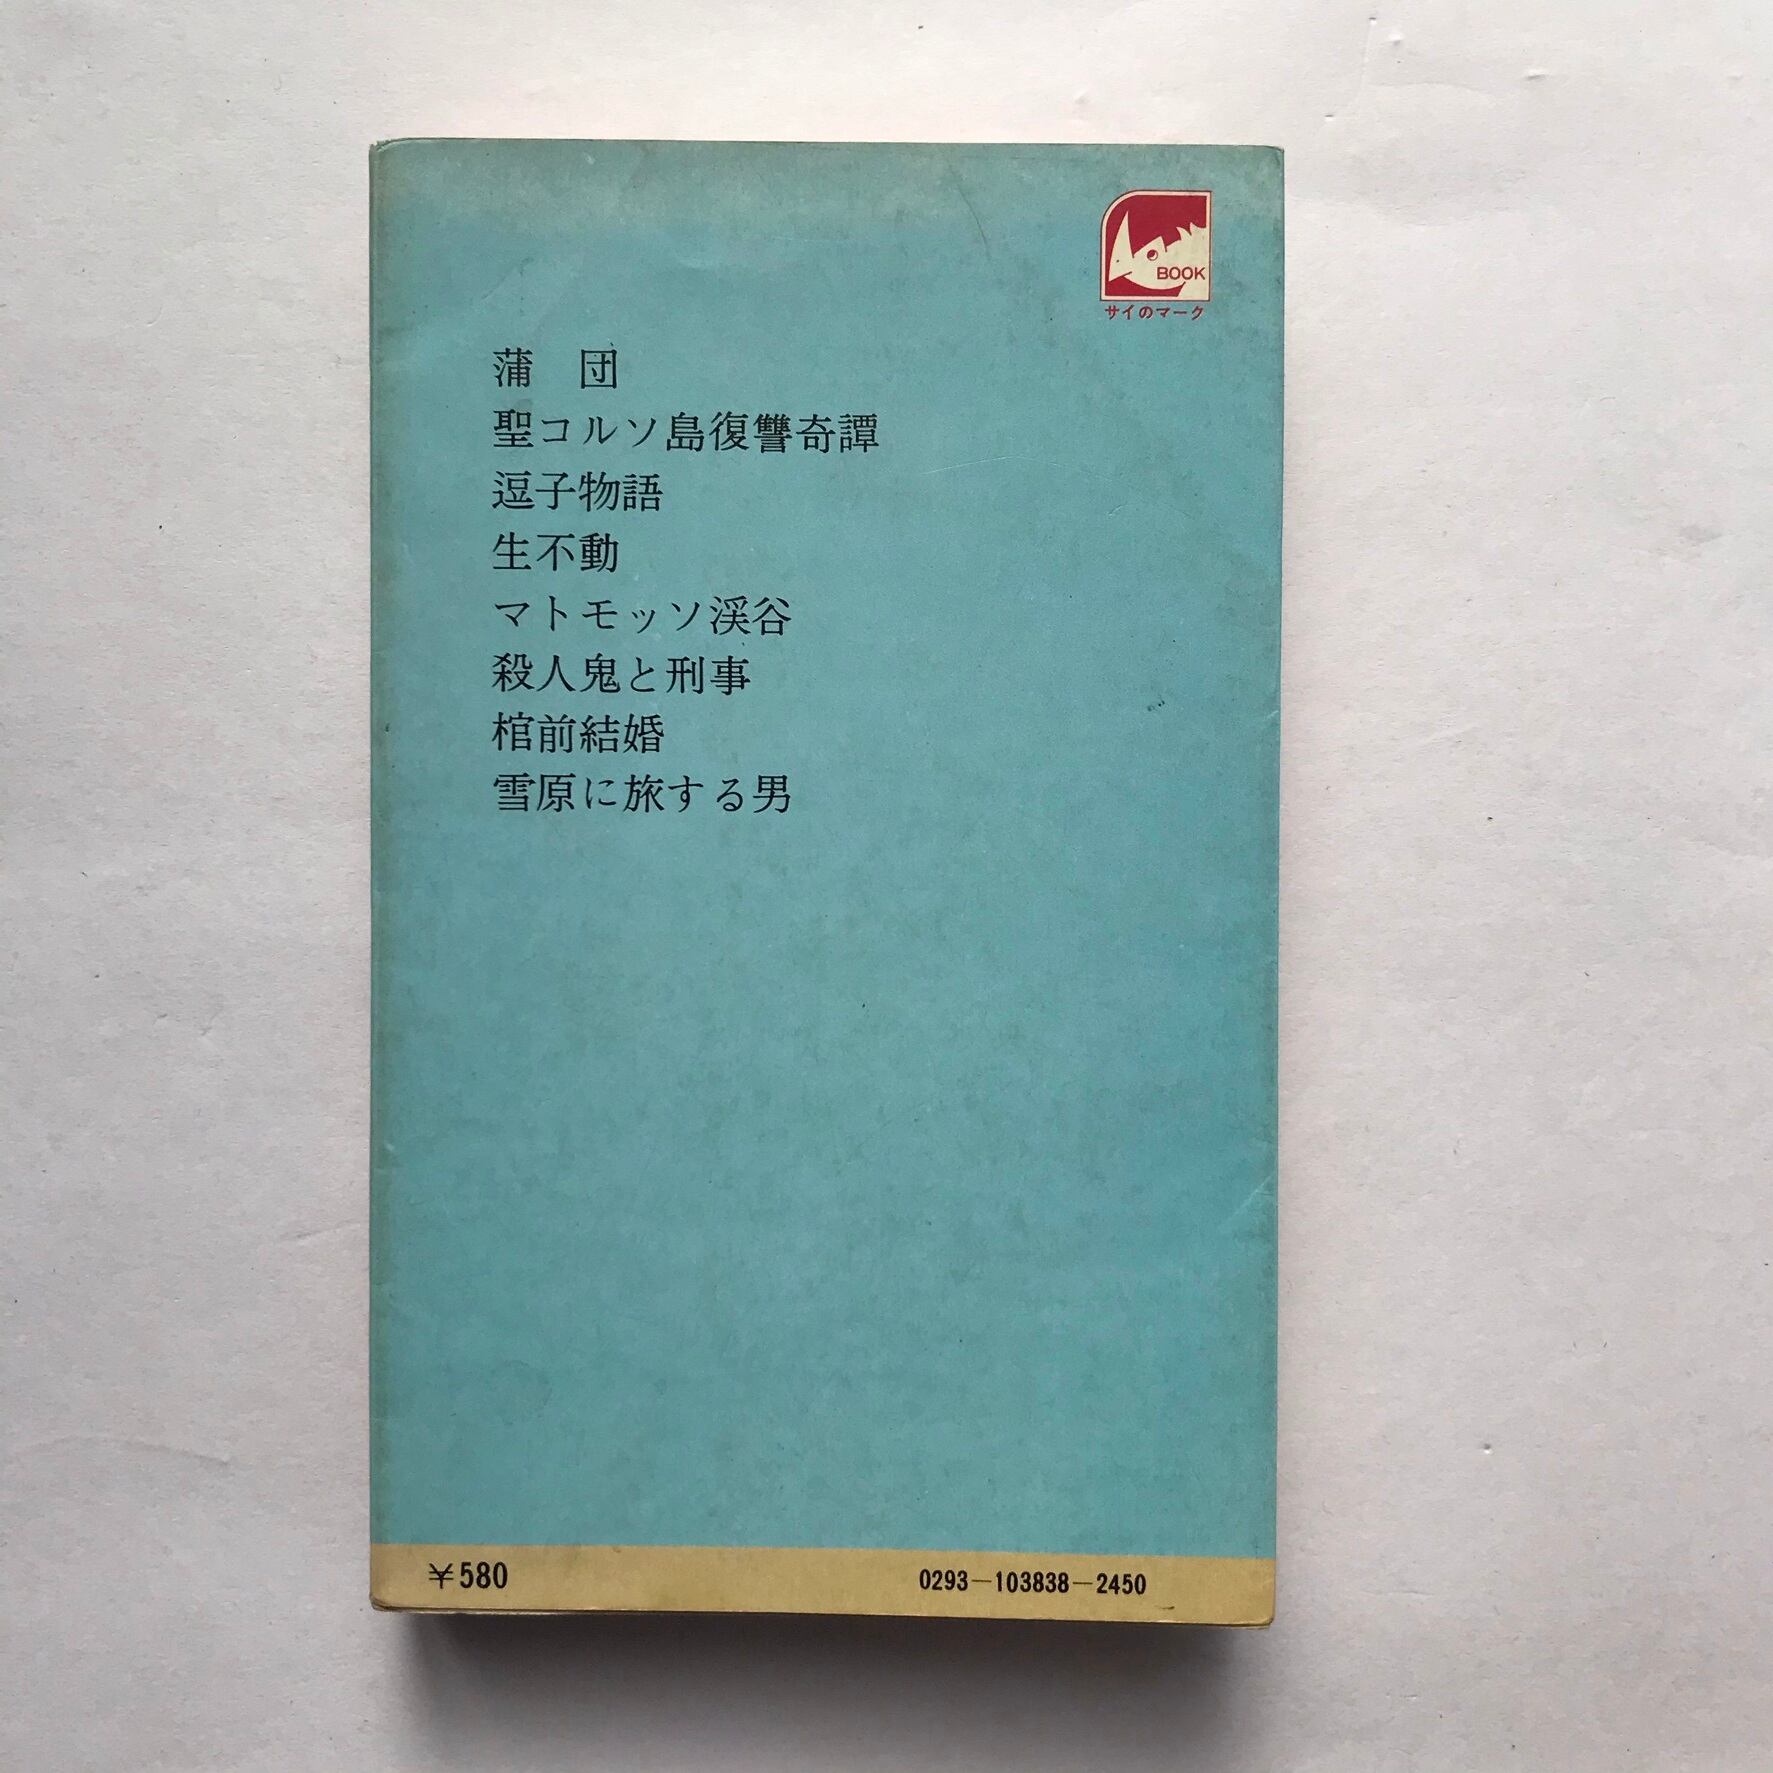 BOOK
サイのマーク
蒲　団
聖コルソ島復讐奇譚
逗子物語
生不動
マトモッソ渓谷
殺人鬼と刑事
棺前結婚
雪原に旅する男
¥580
0293-103838-2450